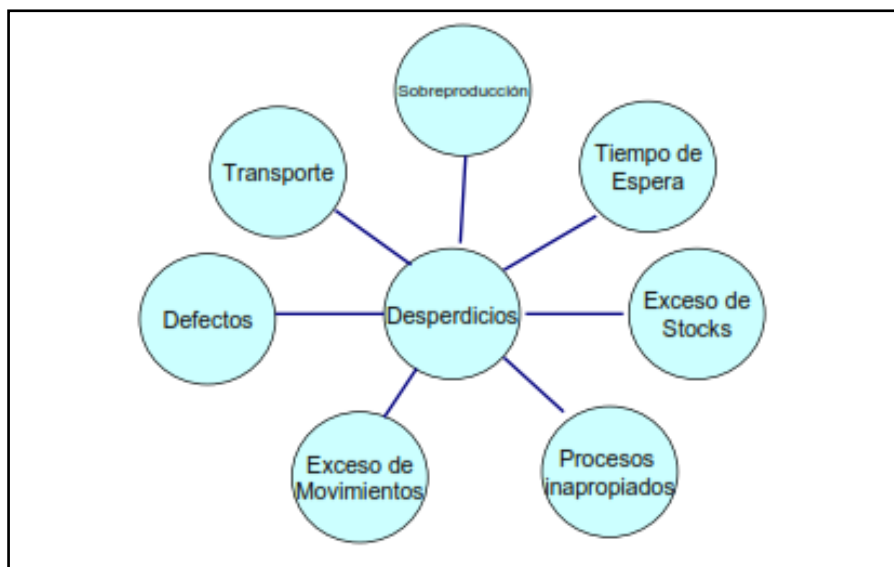 Sobreproducción
Tiempo de
Espera
Transporte
Exceso de
Stocks
Desperdicios
Defectos
Procesos
inapropiados
Exceso de
Movimientos